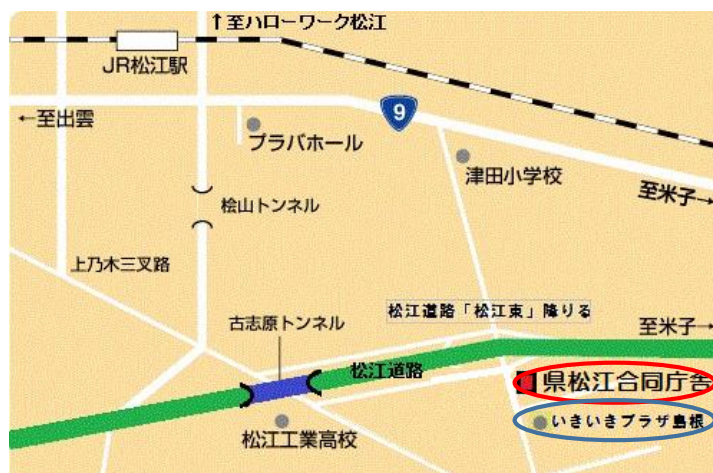 ↑至ハローワーク松江
JR松江駅
9
←至出雲
プラバホール
津田小学校
至米子→
桧山トンネル
上乃木三叉路
松江道路「松江東」降りる
古志原トンネル
至米子→
松江道路
県松江合同庁舎
いきいきプラザ島根
松江工業高校